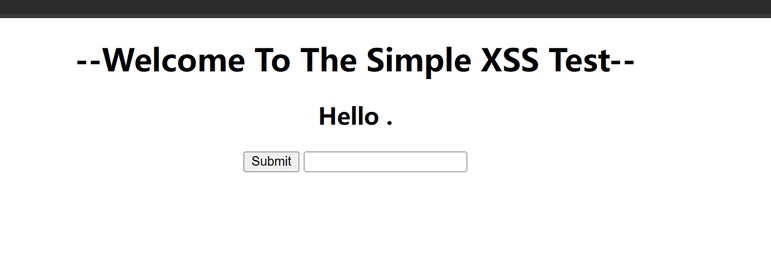 --Welcome To The Simple XSS Test--
Hello .
Submit